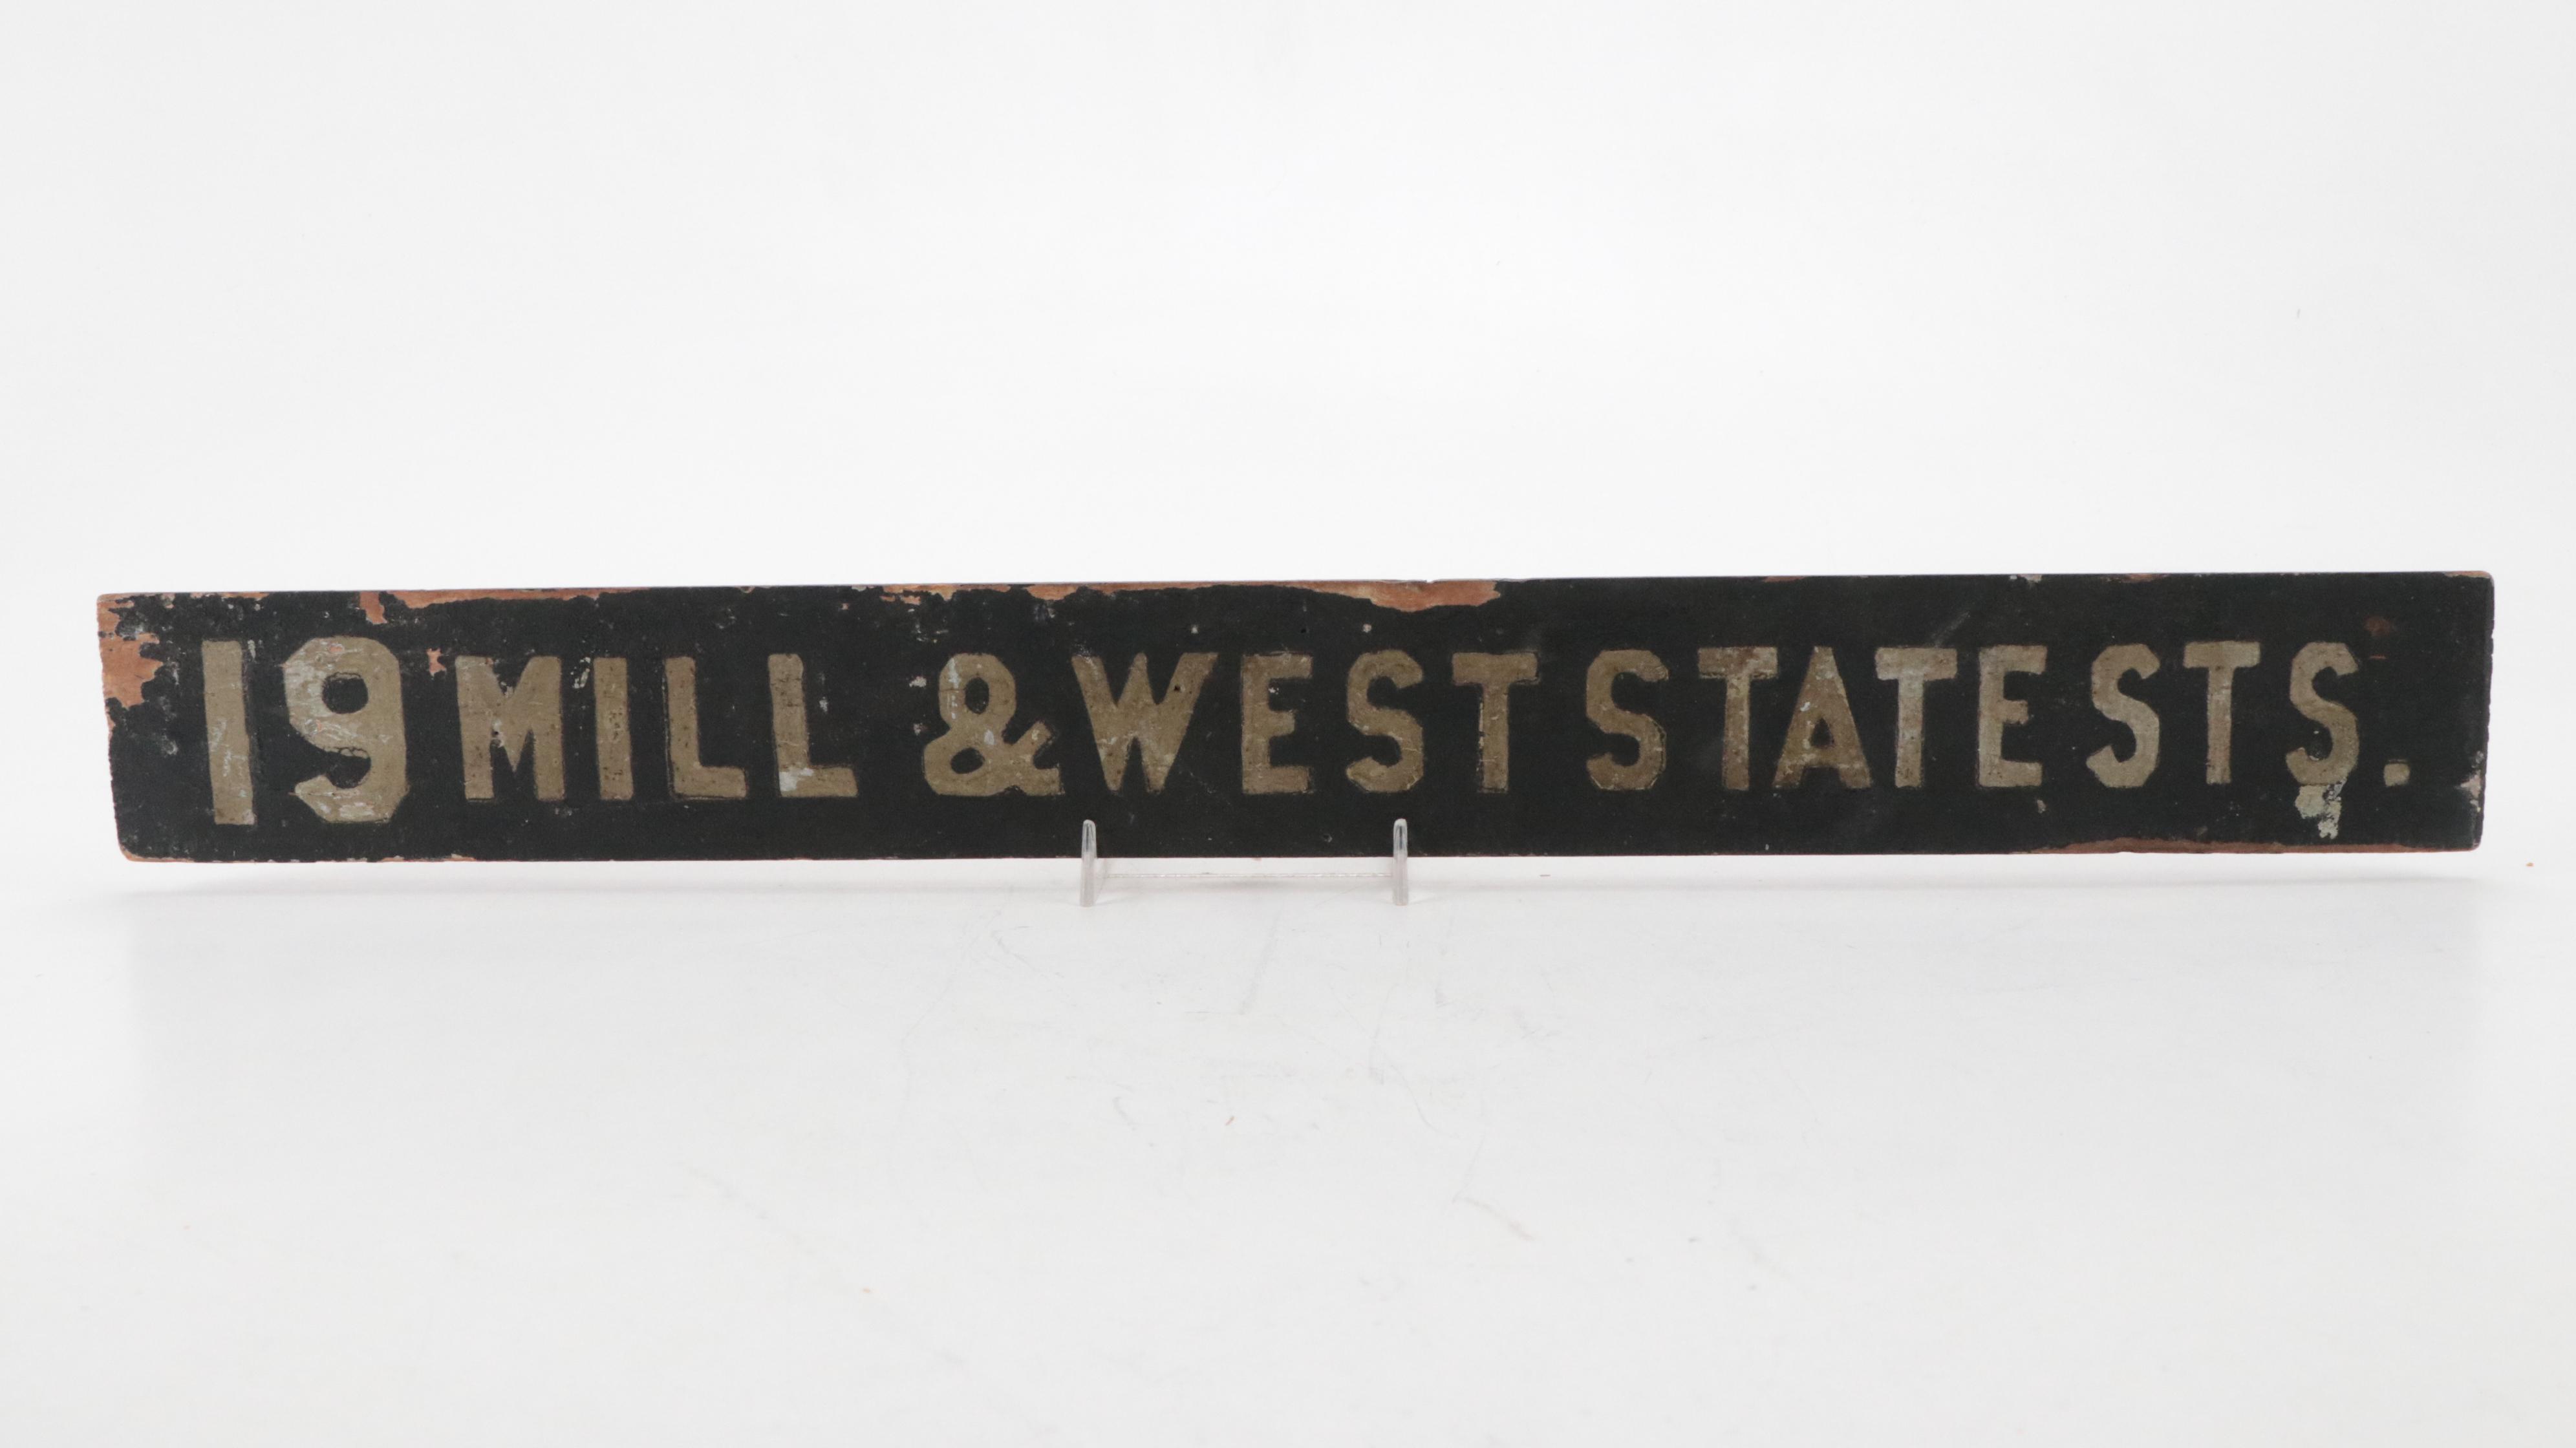 19 MILL & WEST STATE STS.